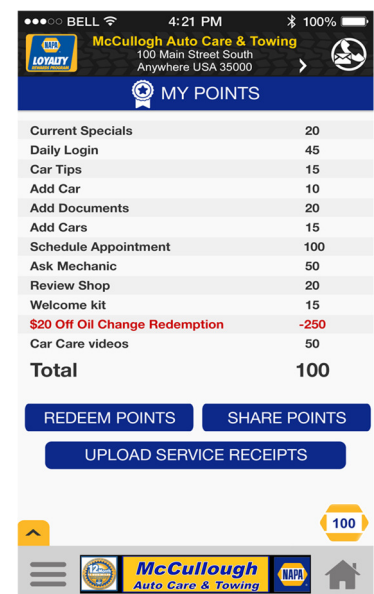 BELL 4:21 PM 100%
McCullogh Auto Care & Towing
NAPA
100 Main Street South
LOYALTY
Anywhere USA 35000
MY POINTS
Current Specials 20
Daily Login 45
Car Tips 15
Add Car 10
Add Documents 20
Add Cars 15
Schedule Appointment 100
Ask Mechanic 50
Review Shop 20
Welcome kit 15
$20 Off Oil Change Redemption -250
Car Care videos 50
Total 100
REDEEM POINTS SHARE POINTS
UPLOAD SERVICE RECEIPTS
100
McCullough
NAPA
Auto Care & Towing